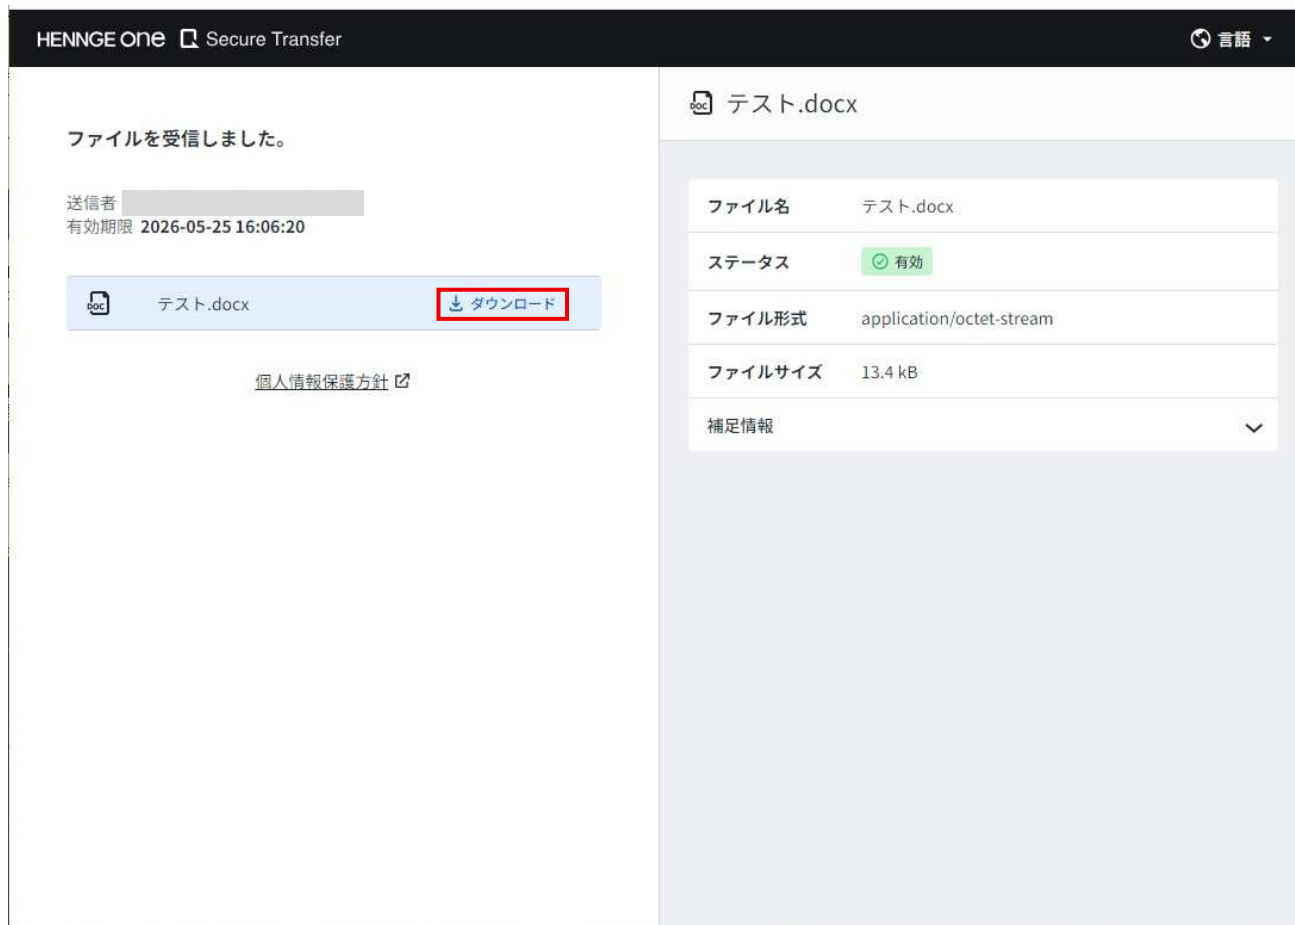 HENNGE One Secure Transfer
言語
ファイルを受信しました。
送信者
有効期限 2026-05-25 16:06:20
テスト.docx ダウンロード
個人情報保護方針
テスト.docx
ファイル名 テスト.docx
ステータス 有効
ファイル形式 application/octet-stream
ファイルサイズ 13.4 kB
補足情報